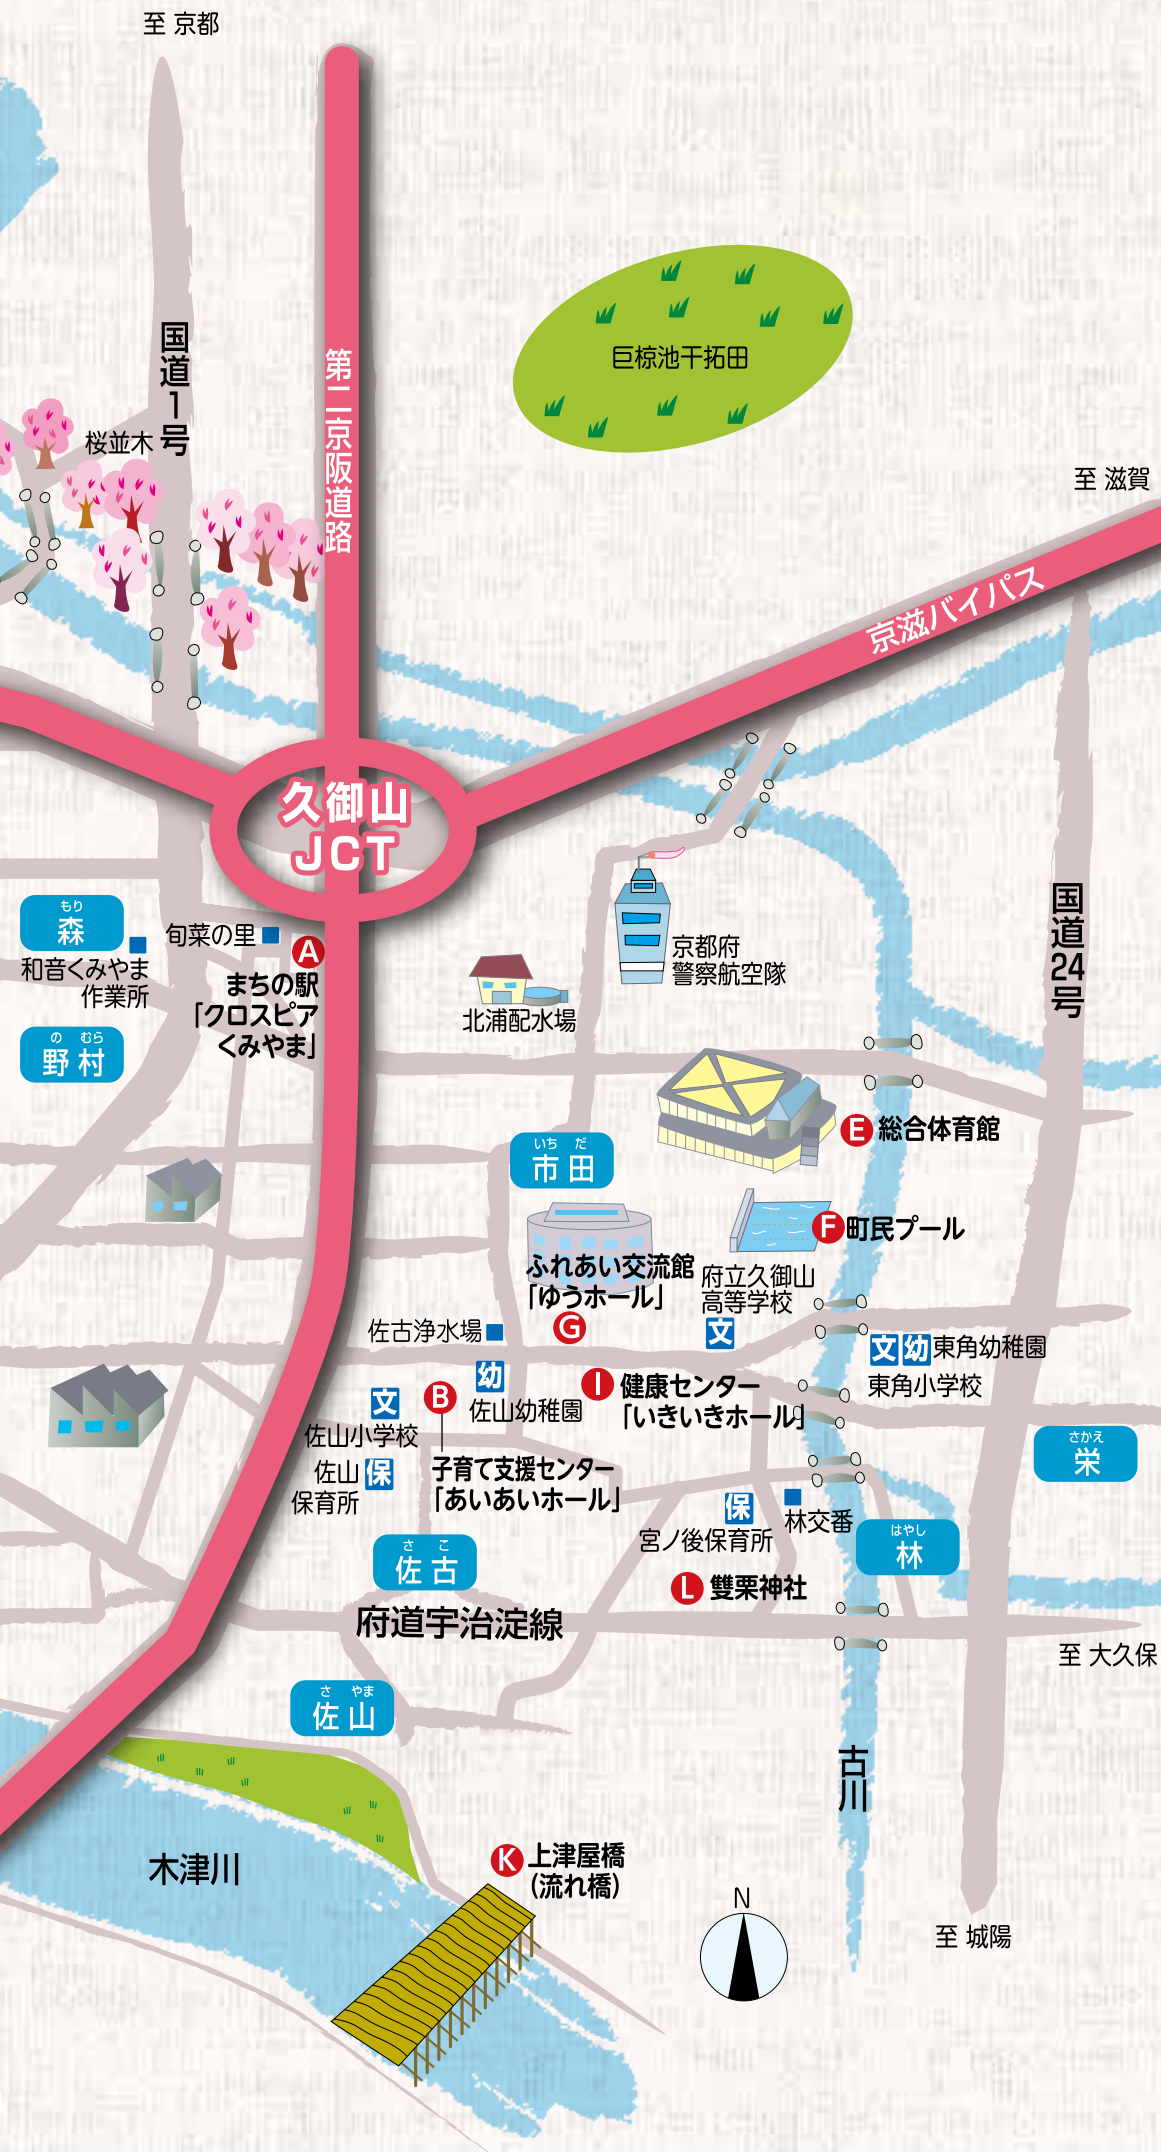 至 京都
国道1号
第二京阪道路
巨椋池干拓田
桜並木
至 滋賀
京滋バイパス
久御山
JCT
国道24号
もり
森
旬菜の里
A
和音くみやま
作業所
まちの駅
「クロスピア
くみやま」
の むら
野村
京都府
警察航空隊
北浦配水場
E 総合体育館
いち だ
市田
F 町民プール
ふれあい交流館
「ゆうホール」
G
府立久御山
高等学校
文
佐古浄水場
文 幼 東角幼稚園
東角小学校
幼
佐山幼稚園
I 健康センター
「いきいきホール」
文
佐山小学校
B
子育て支援センター
「あいあいホール」
佐山
保育所
保
さかえ
栄
保
宮ノ後保育所
林交番
はやし
林
さ こ
佐古
L 雙栗神社
府道宇治淀線
至 大久保
さ やま
佐山
古川
木津川
K 上津屋橋
(流れ橋)
N
至 城陽